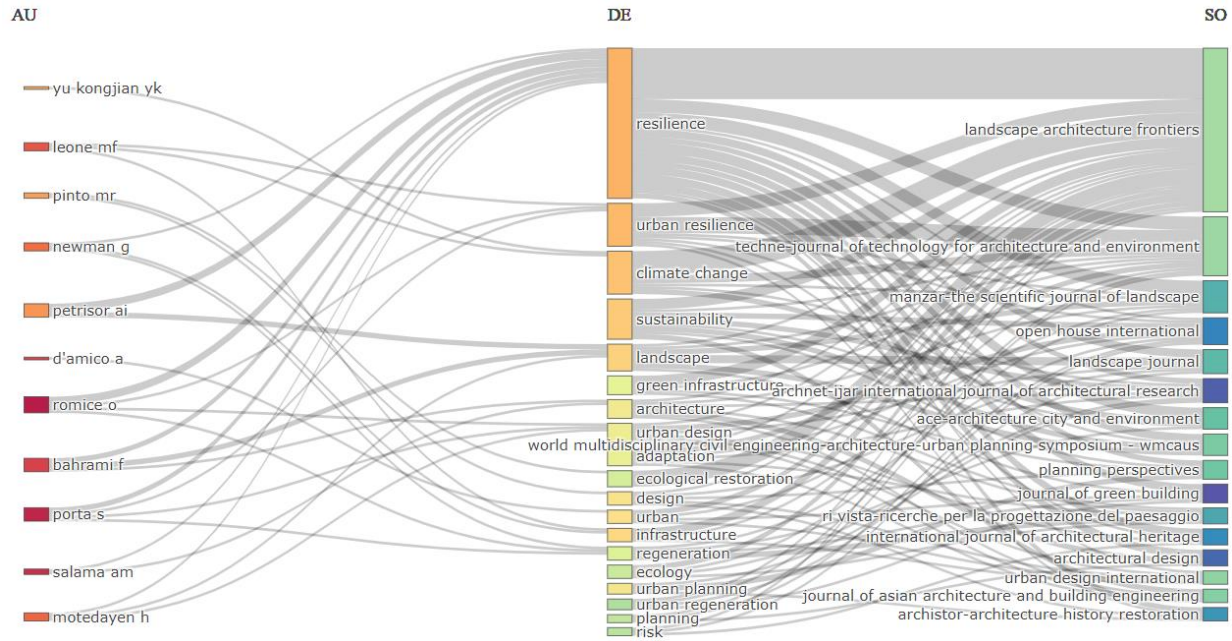 AU
DE
SO
yu kongjian yk
leone mf
pinto mr
newman g
petrisor ai
d'amico a
romice o
bahrami f
porta s
salama am
motedayen h
resilience
urban resilience
climate change
sustainability
landscape
green infrastructure
architecture
urban design
adaptation
ecological restoration
design
urban
infrastructure
regeneration
ecology
urban planning
urban regeneration
planning
risk
landscape architecture frontiers
techne-journal of technology for architecture and environment
manzar-the scientific journal of landscape
open house international
landscape journal
archnet-ijar international journal of architectural research
ace-architecture city and environment
world multidisciplinary civil engineering-architecture-urban planning symposium - wmcaus
planning perspectives
journal of green building
ri vista-ricerche per la progettazione del paesaggio
international journal of architectural heritage
architectural design
urban design international
journal of asian architecture and building engineering
archistor-architecture history restoration